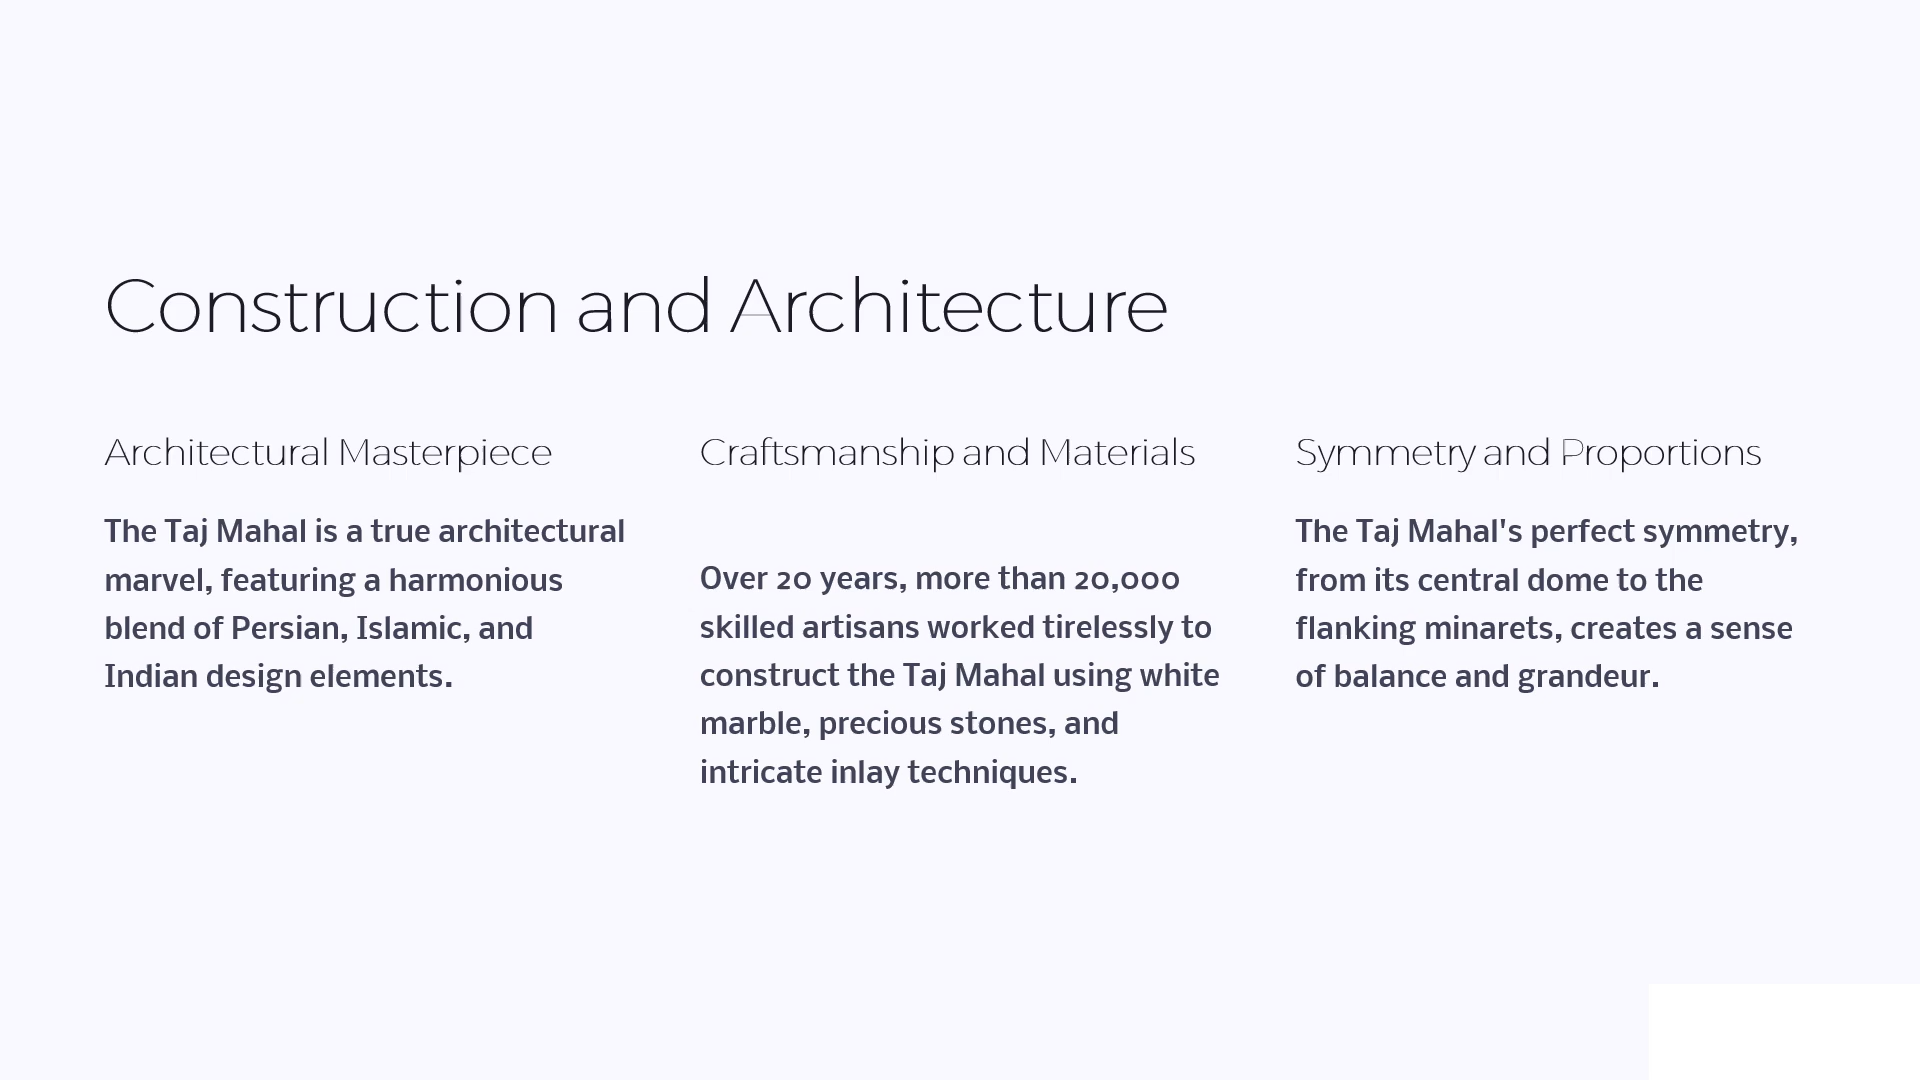 Construction and Architecture
Architectural Masterpiece
The Taj Mahal is a true architectural
marvel, featuring a harmonious
blend of Persian, Islamic, and
Indian design elements.
Craftsmanship and Materials
Over 20 years, more than 20,000
skilled artisans worked tirelessly to
construct the Taj Mahal using white
marble, precious stones, and
intricate inlay techniques.
Symmetry and Proportions
The Taj Mahal's perfect symmetry,
from its central dome to the
flanking minarets, creates a sense
of balance and grandeur.